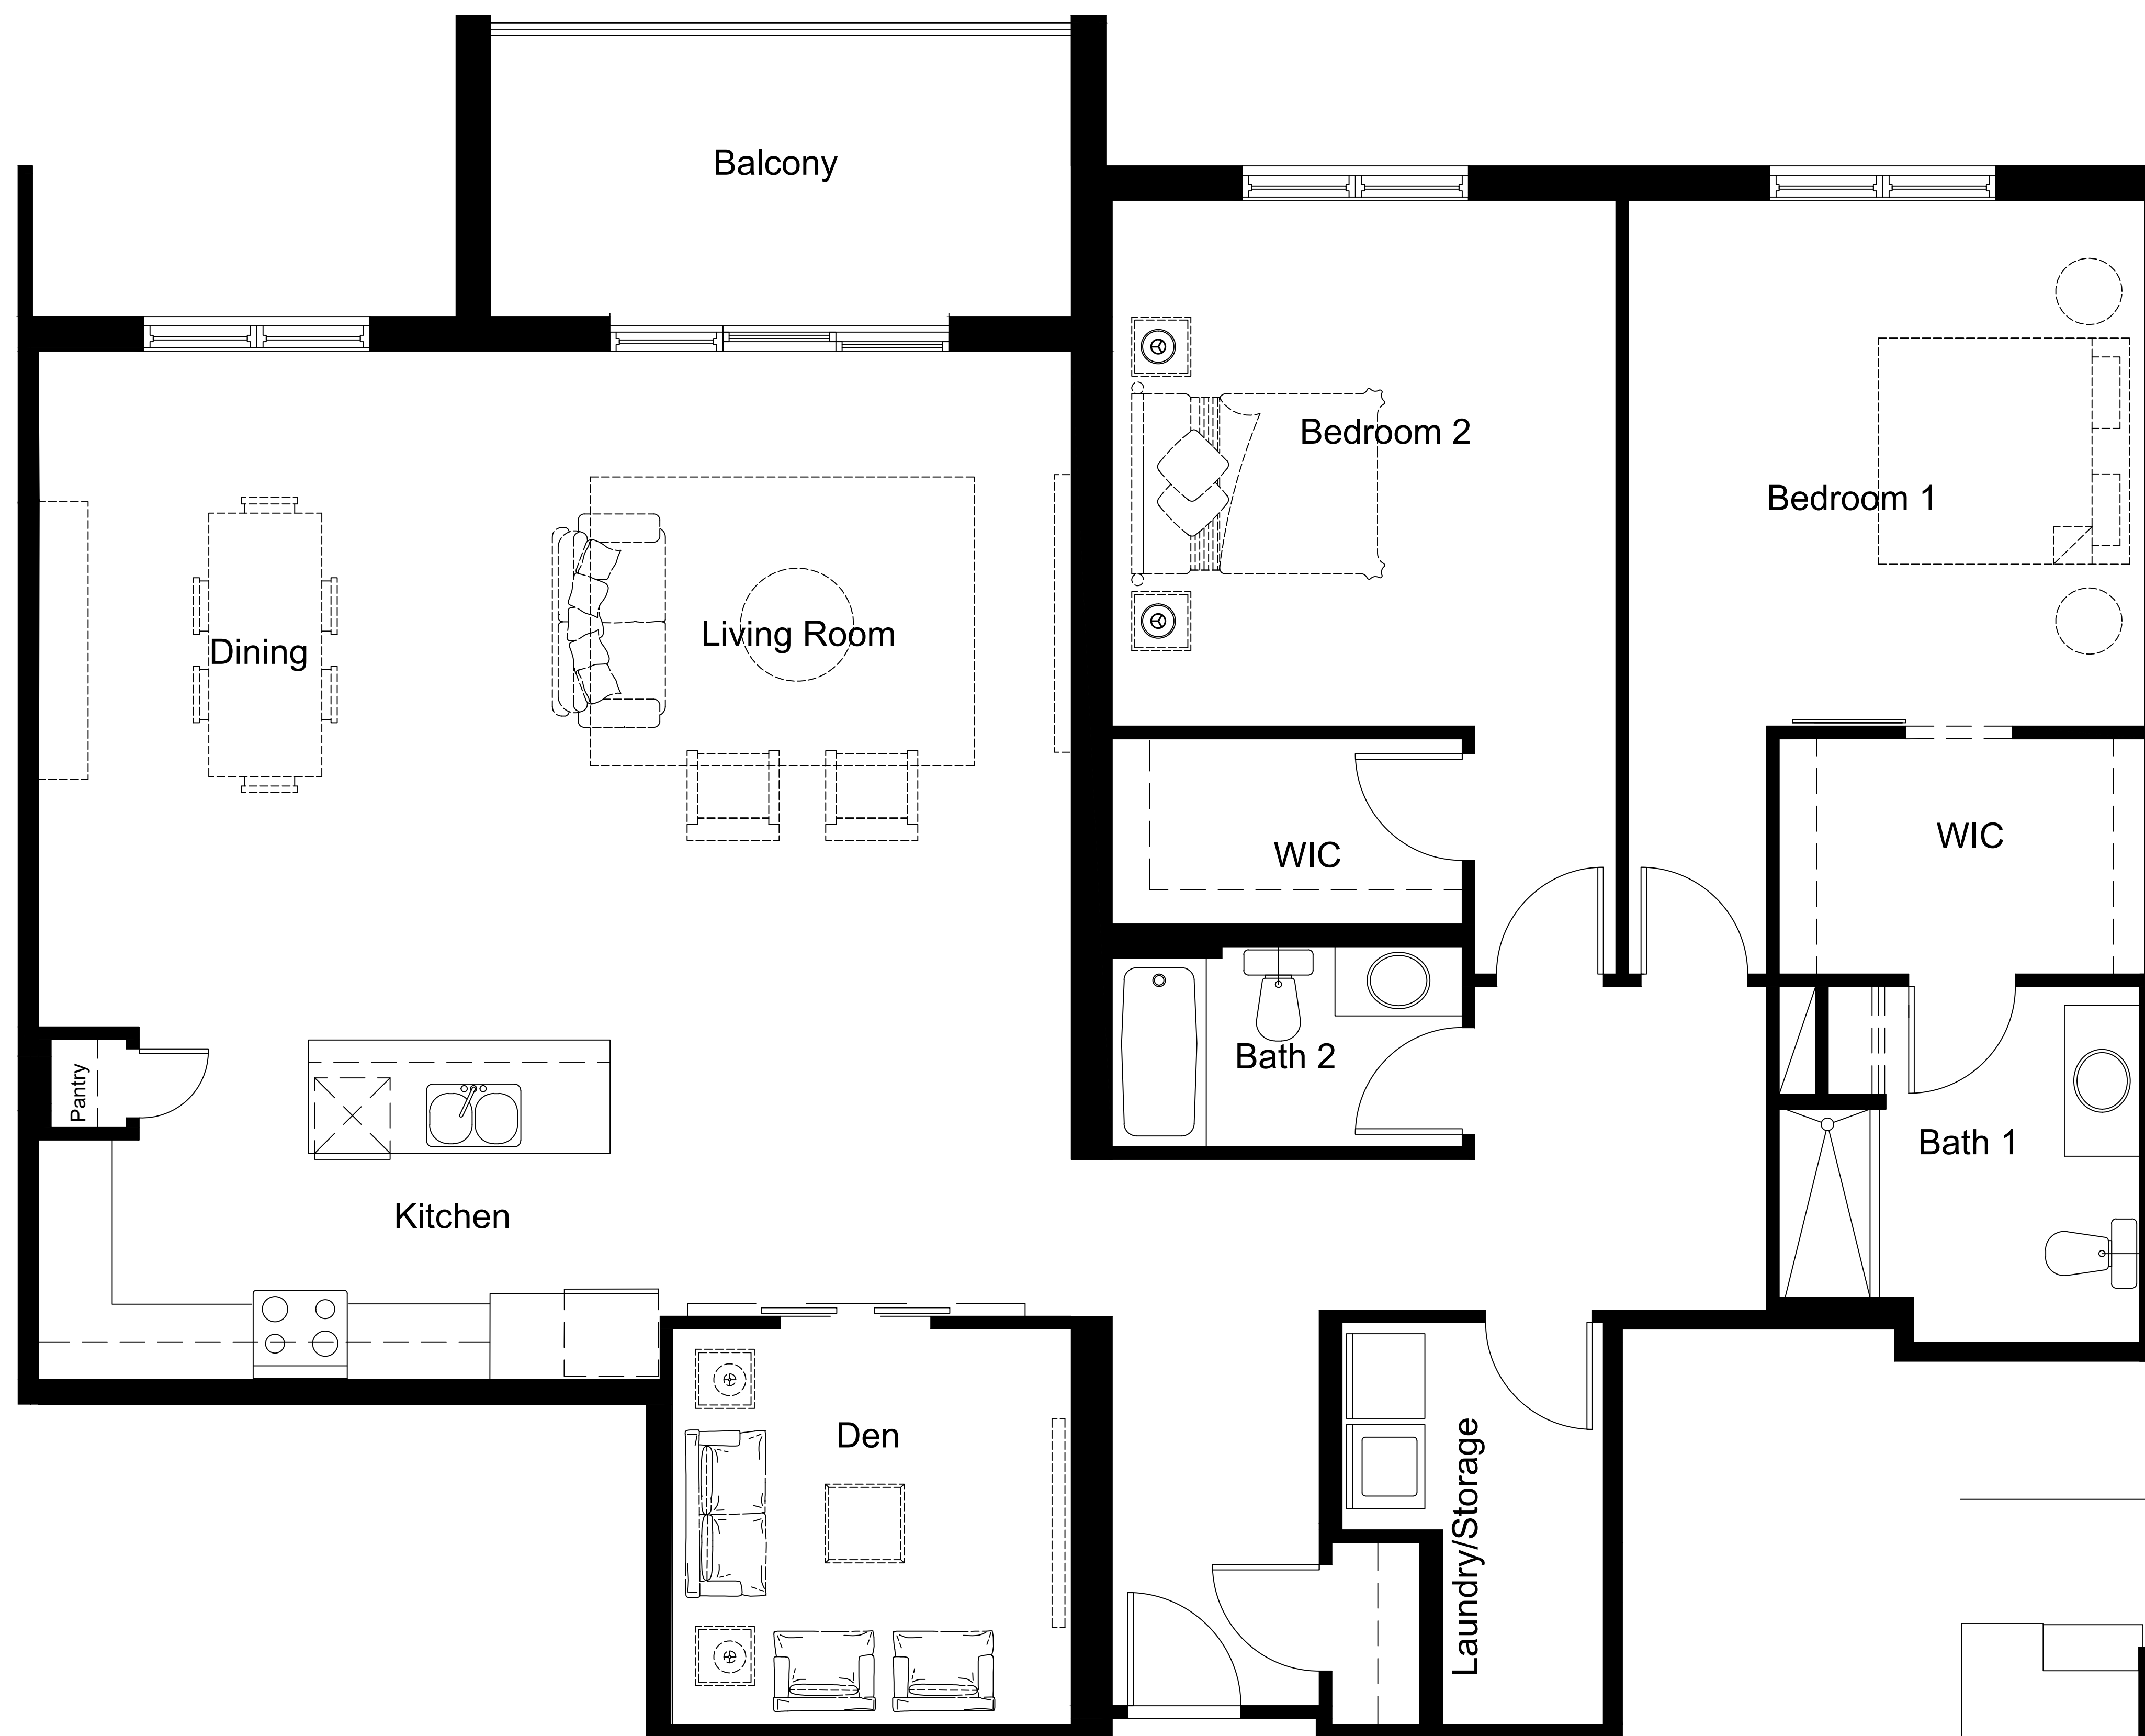 Balcony
Bedroom 2
Bedroom 1
Living Room
Dining
WIC
WIC
Bath 2
Pantry
Bath 1
Kitchen
Den
Laundry/Storage